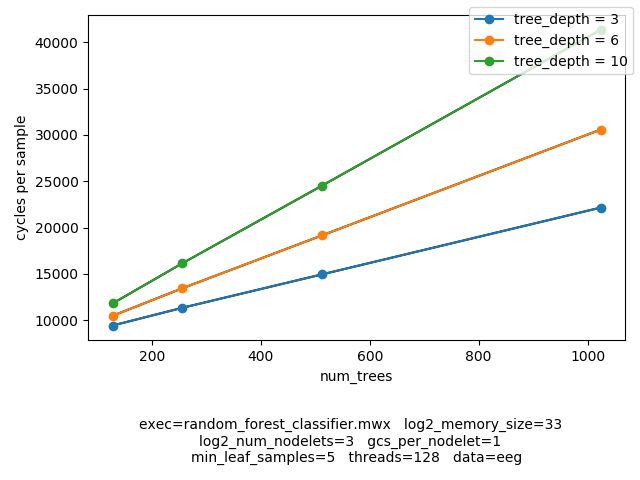 tree_depth = 3
tree_depth = 6
tree_depth = 10
40000
35000
30000
25000
20000
15000
10000
cycles per sample
200 400 600 800 1000
num_trees
exec=random_forest_classifier.mwx log2_memory_size=33
log2_num_nodelets=3 gcs_per_nodelet=1
min_leaf_samples=5 threads=128 data=eeg